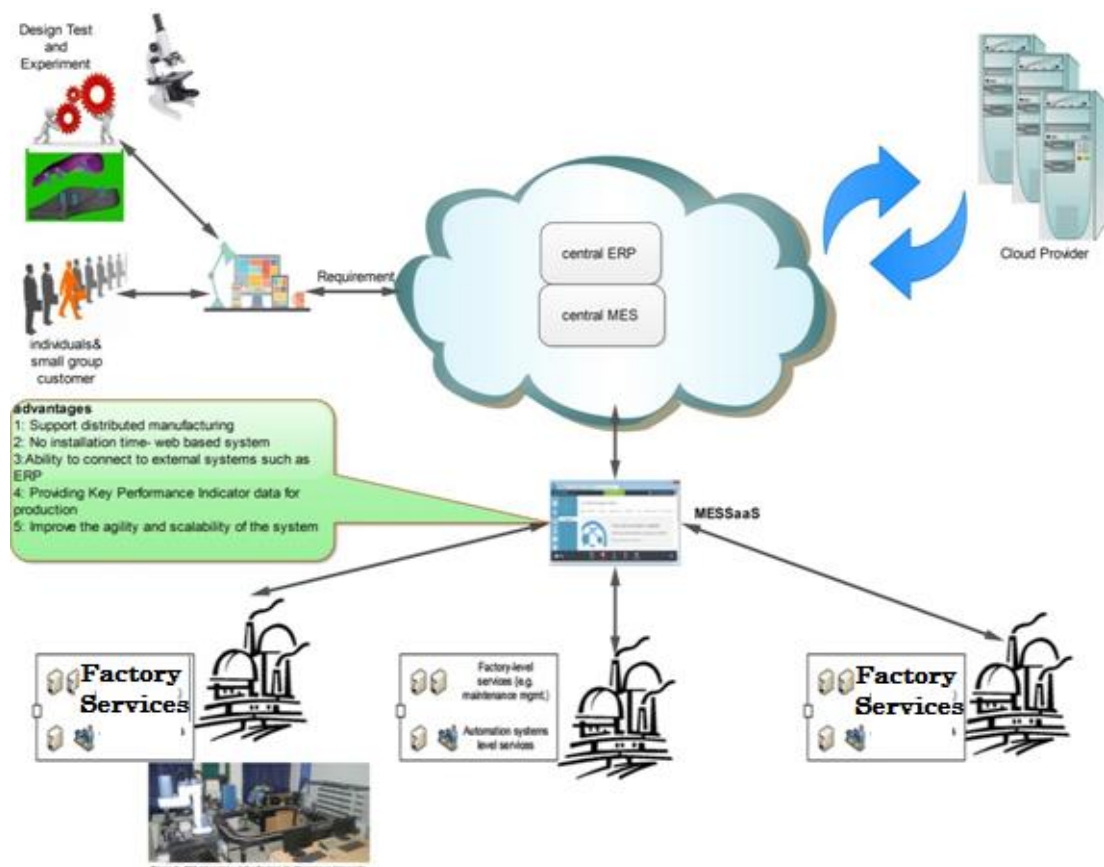 Design Test
and
Experiment
individuals&
small group
customer
Requirement
central ERP
central MES
Cloud Provider
advantages
1: Support distributed manufacturing
2: No installation time- web based system
3:Ability to connect to external systems such as
ERP
4: Providing Key Performance Indicator data for
production
5: Improve the agility and scalability of the system
MESSaaS
Factory
Services
Factory-level
services (e.g.
maintenance mgmt.)
Automation systems
level services
Factory
Services